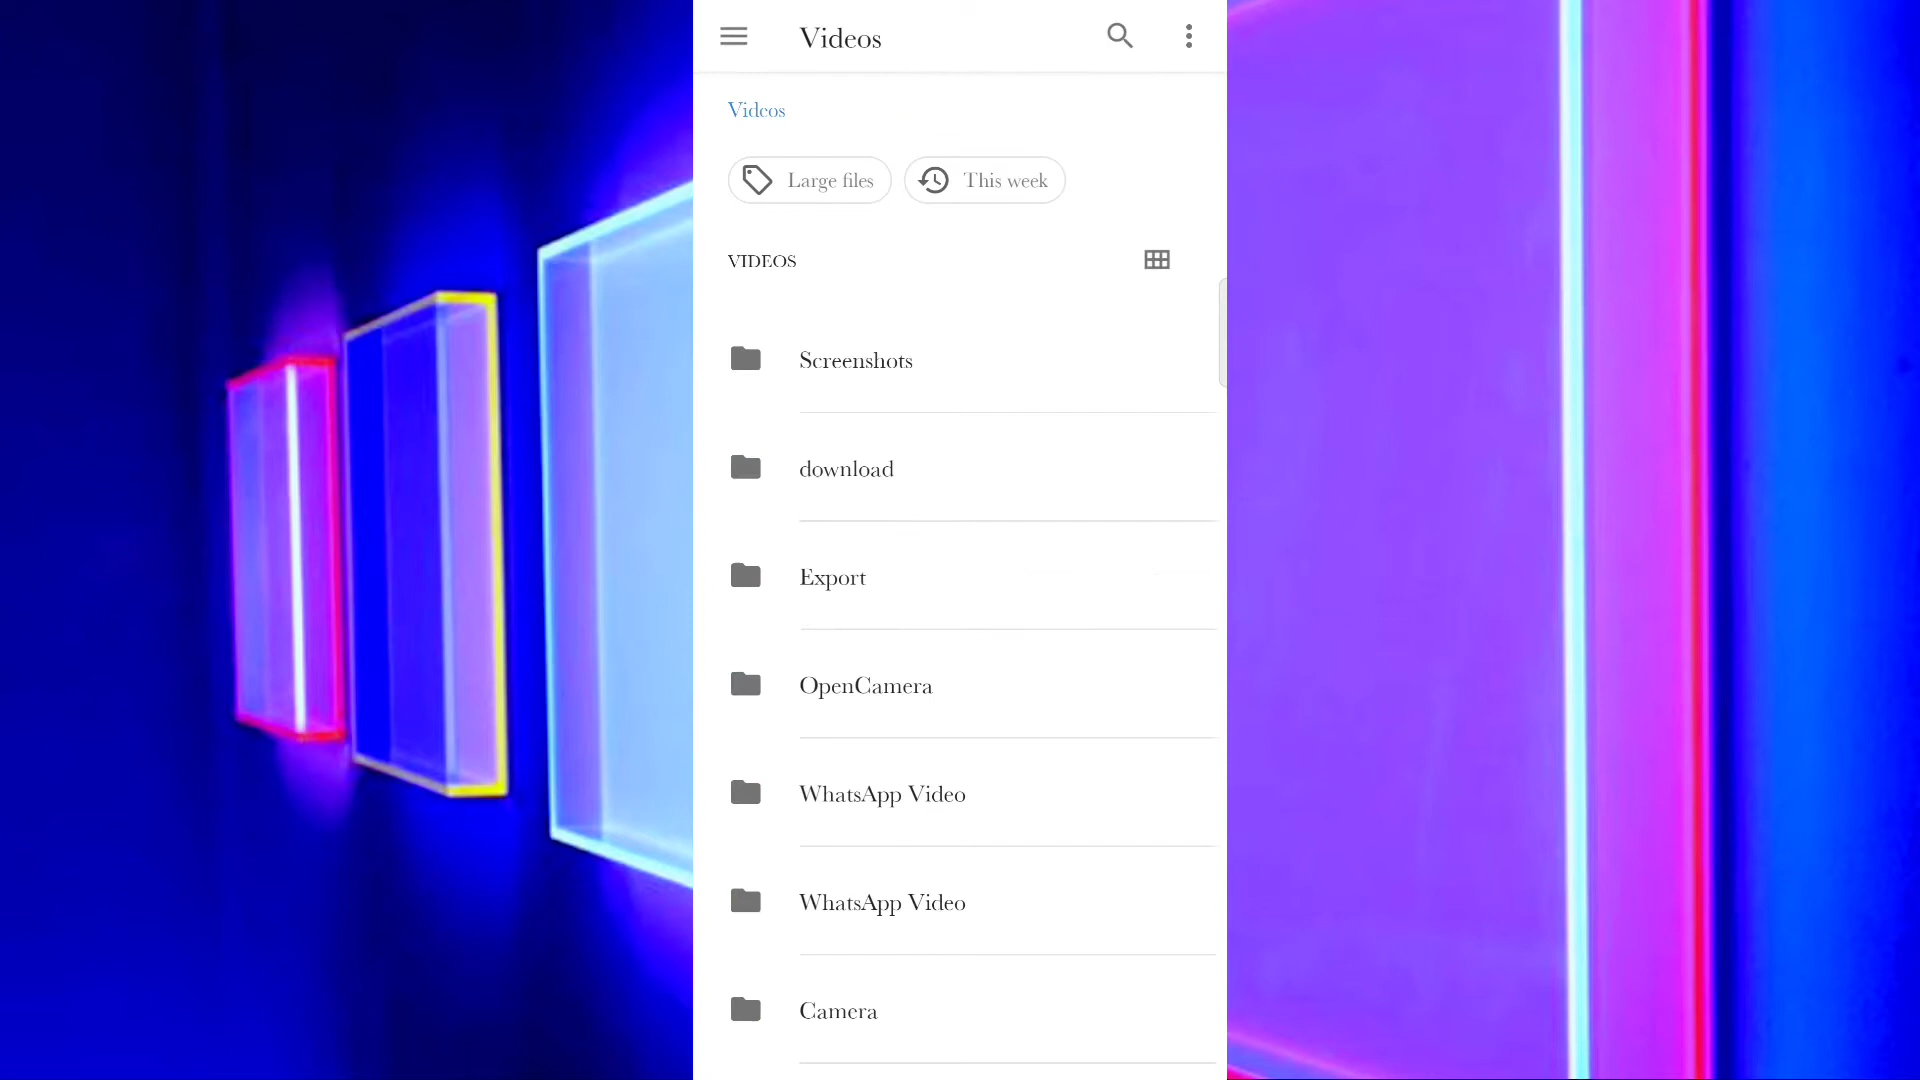 Videos
Videos
Large files
This week
VIDEOS
Screenshots
download
Export
OpenCamera
WhatsApp Video
WhatsApp Video
Camera